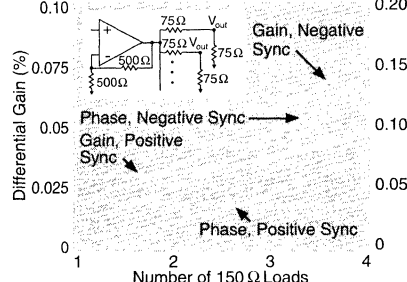 0.10
0.075
0.05
0.025
0
Differential Gain (%)
75Ω
Vout
75Ω Vout
75Ω
500Ω
500Ω
75Ω
Gain, Negative
Sync
Phase, Negative Sync
Gain, Positive
Sync
Phase, Positive Sync
0.20
0.15
0.10
0.05
0
1 2 3 4
Number of 150 Ω Loads